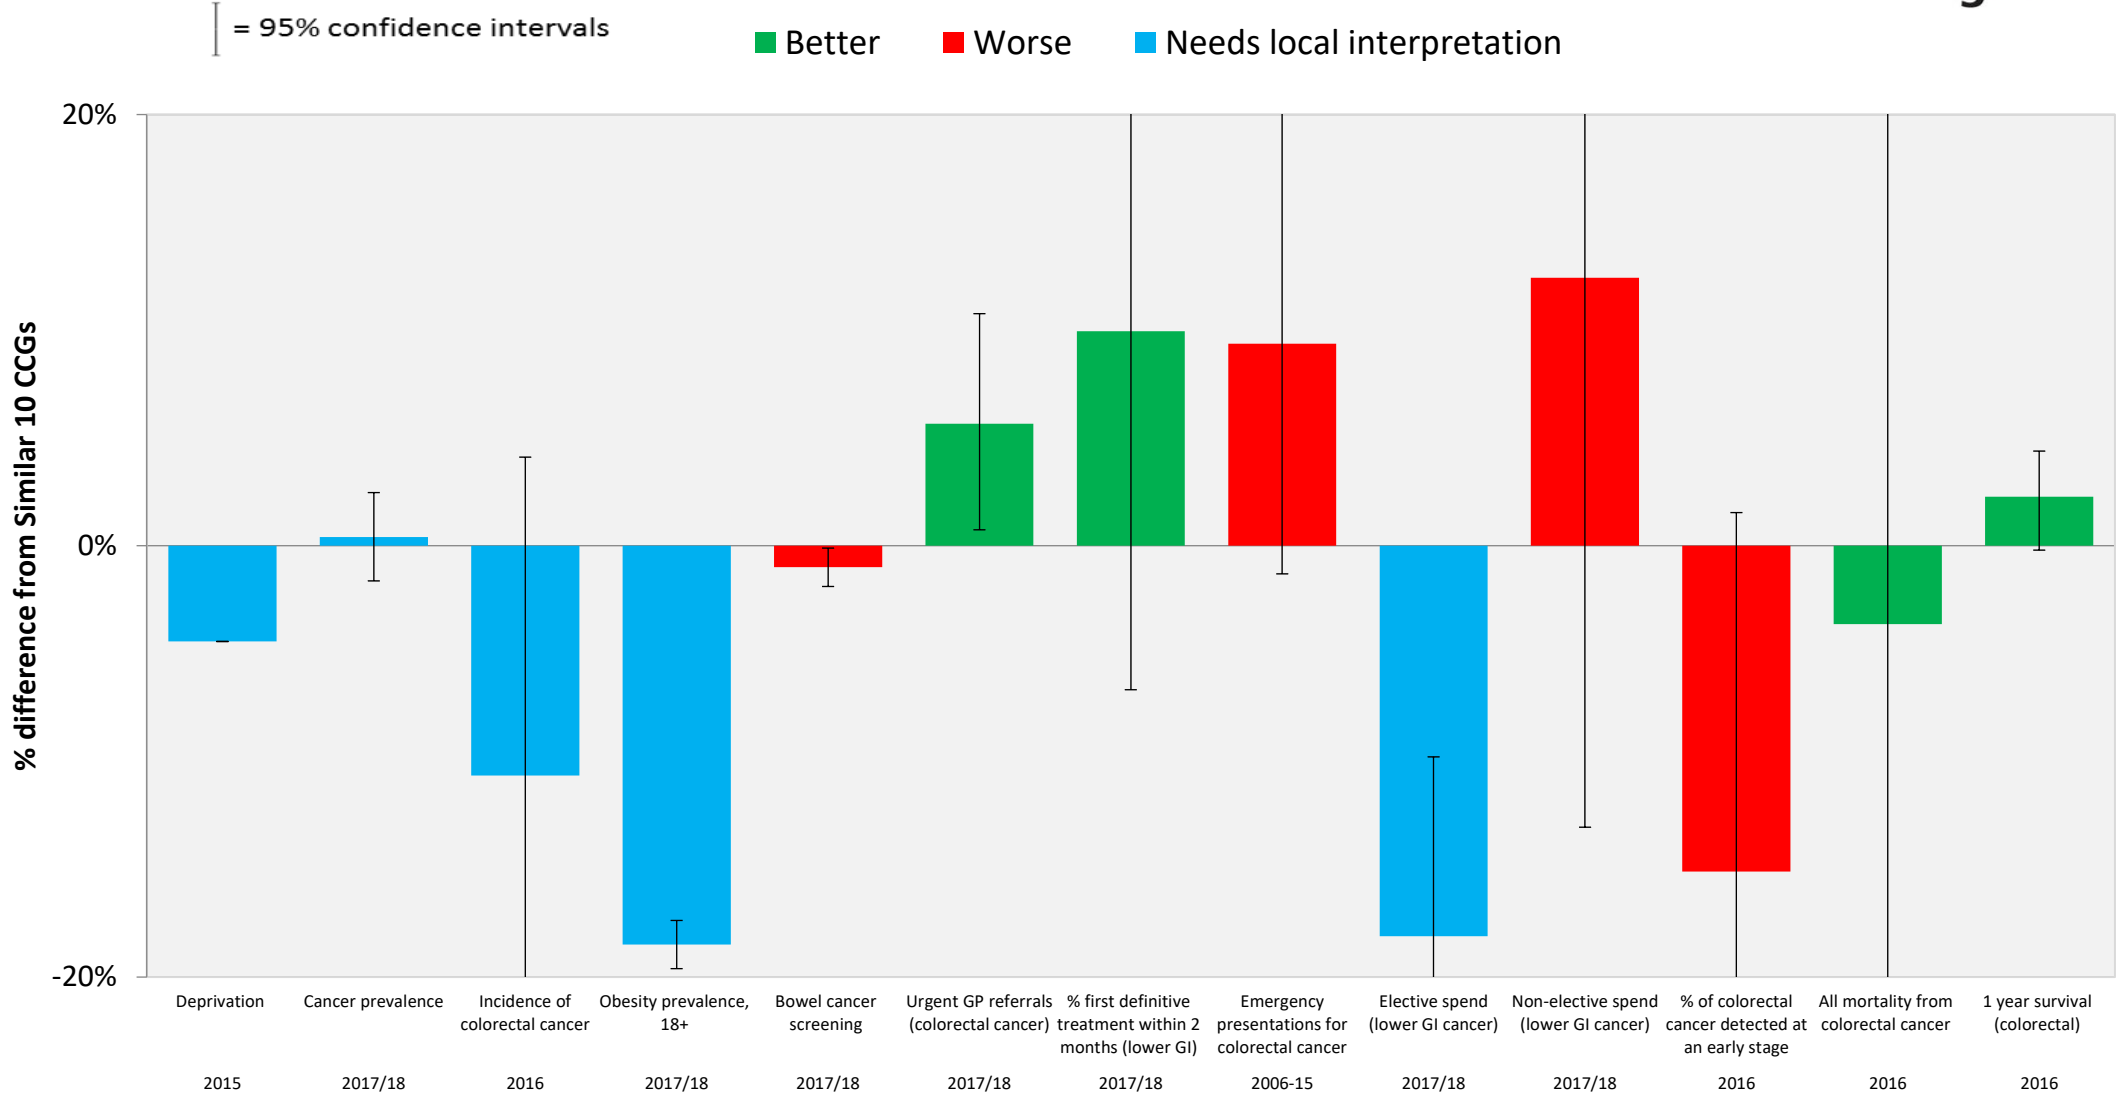 = 95% confidence intervals
Better
Worse
Needs local interpretation
% difference from Similar 10 CCGs
20%
0%
-20%
Deprivation
2015
Cancer prevalence
2017/18
Incidence of
colorectal cancer
2016
Obesity prevalence,
18+
2017/18
Bowel cancer
screening
2017/18
Urgent GP referrals
(colorectal cancer)
2017/18
% first definitive
treatment within 2
months (lower GI)
2017/18
Emergency
presentations for
colorectal cancer
2006-15
Elective spend
(lower GI cancer)
2017/18
Non-elective spend
(lower GI cancer)
2017/18
% of colorectal
cancer detected at
an early stage
2016
All mortality from
colorectal cancer
2016
1 year survival
(colorectal)
2016